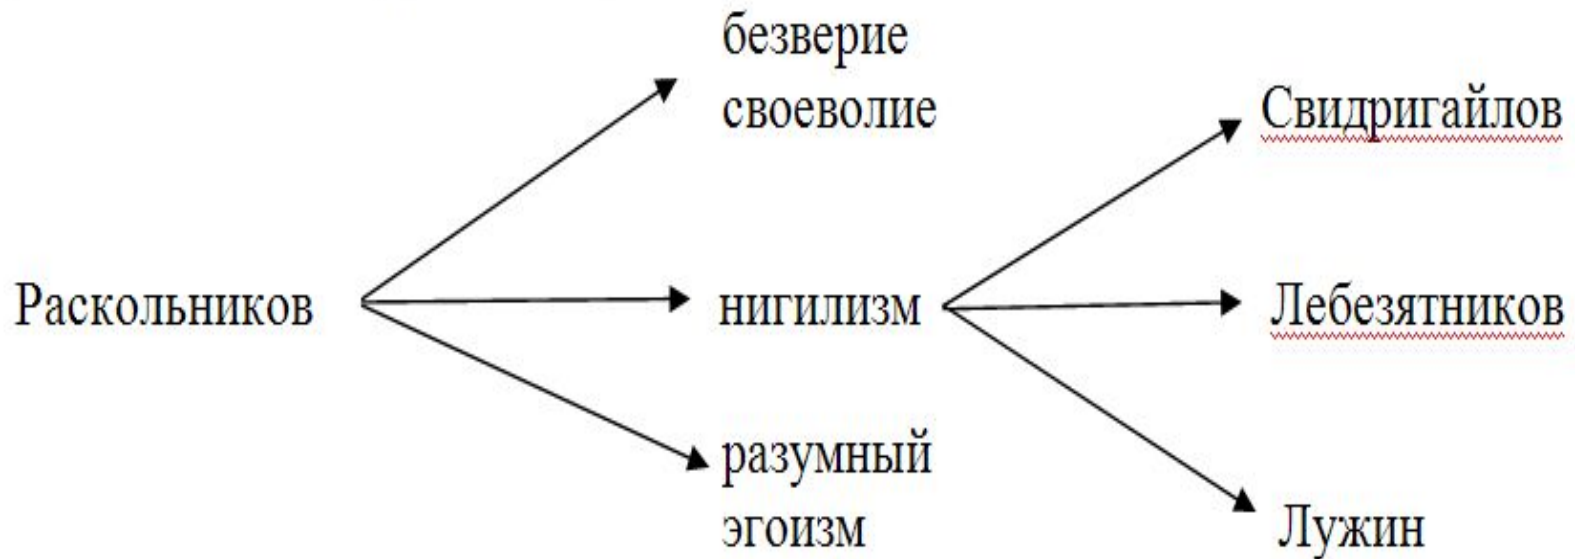 безверие
своеволие
Свидригайлов
Раскольников
нигилизм
Лебезятников
разумный
эгоизм
Лужин